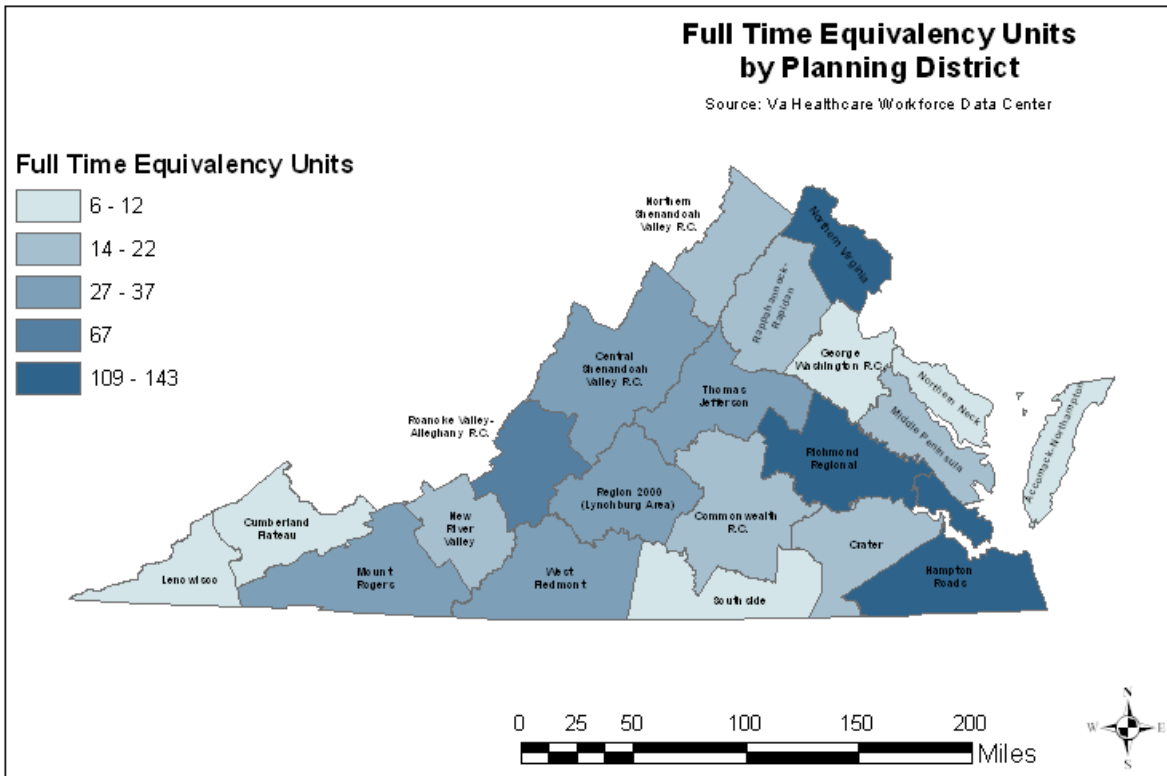 Full Time Equivalency Units
by Planning District
Source: Va Healthcare Workforce Data Center
Full Time Equivalency Units
6 - 12
14 - 22
27 - 37
67
109 - 143
Northern
Shenandoah
Valley R.C.
Northern Virginia
Rappahannock-
Rapidan
Central
Shenandoah
Valley R.C.
George
Washington R.C.
Thomas
Jefferson
Northern Neck
Middle Peninsula
Accomack-Northampton
Roanoke Valley-
Alleghany R.C.
Richmond
Regional
Region 2000
(Lynchburg Area)
Commonwealth
R.C.
Cumberland
Plateau
New
River
Valley
Crater
Lenowisco
Mount
Rogers
West
Piedmont
Southside
Hampton
Roads
0 25 50 100 150 200
Miles
N
W E
S